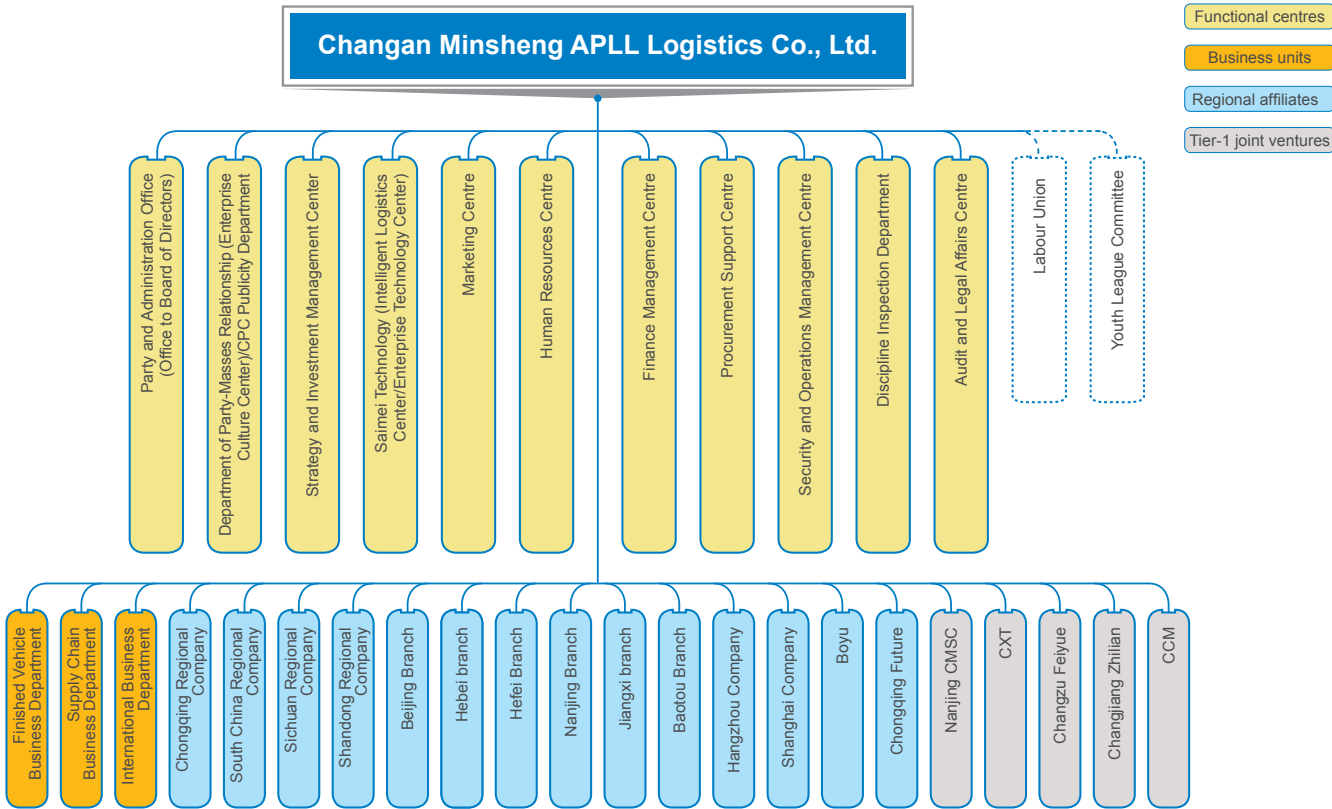 Changan Minsheng APLL Logistics Co., Ltd.
Functional centres
Business units
Regional affiliates
Tier-1 joint ventures
Party and Administration Office
(Office to Board of Directors)
Department of Party-Masses Relationship (Enterprise
Culture Center)/CPC Publicity Department
Strategy and Investment Management Center
Saimei Technology (Intelligent Logistics
Center/Enterprise Technology Center)
Marketing Centre
Human Resources Centre
Finance Management Centre
Procurement Support Centre
Security and Operations Management Centre
Discipline Inspection Department
Audit and Legal Affairs Centre
Labour Union
Youth League Committee
Finished Vehicle
Business Department
Supply Chain
Business Department
International Business
Department
Chongqing Regional
Company
South China Regional
Company
Sichuan Regional
Company
Shandong Regional
Company
Beijing Branch
Hebei branch
Hefei Branch
Nanjing Branch
Jiangxi branch
Baotou Branch
Hangzhou Company
Shanghai Company
Boyu
Chongqing Future
Nanjing CMSC
CXT
Changzu Feiyue
Changjiang Zhilian
CCM